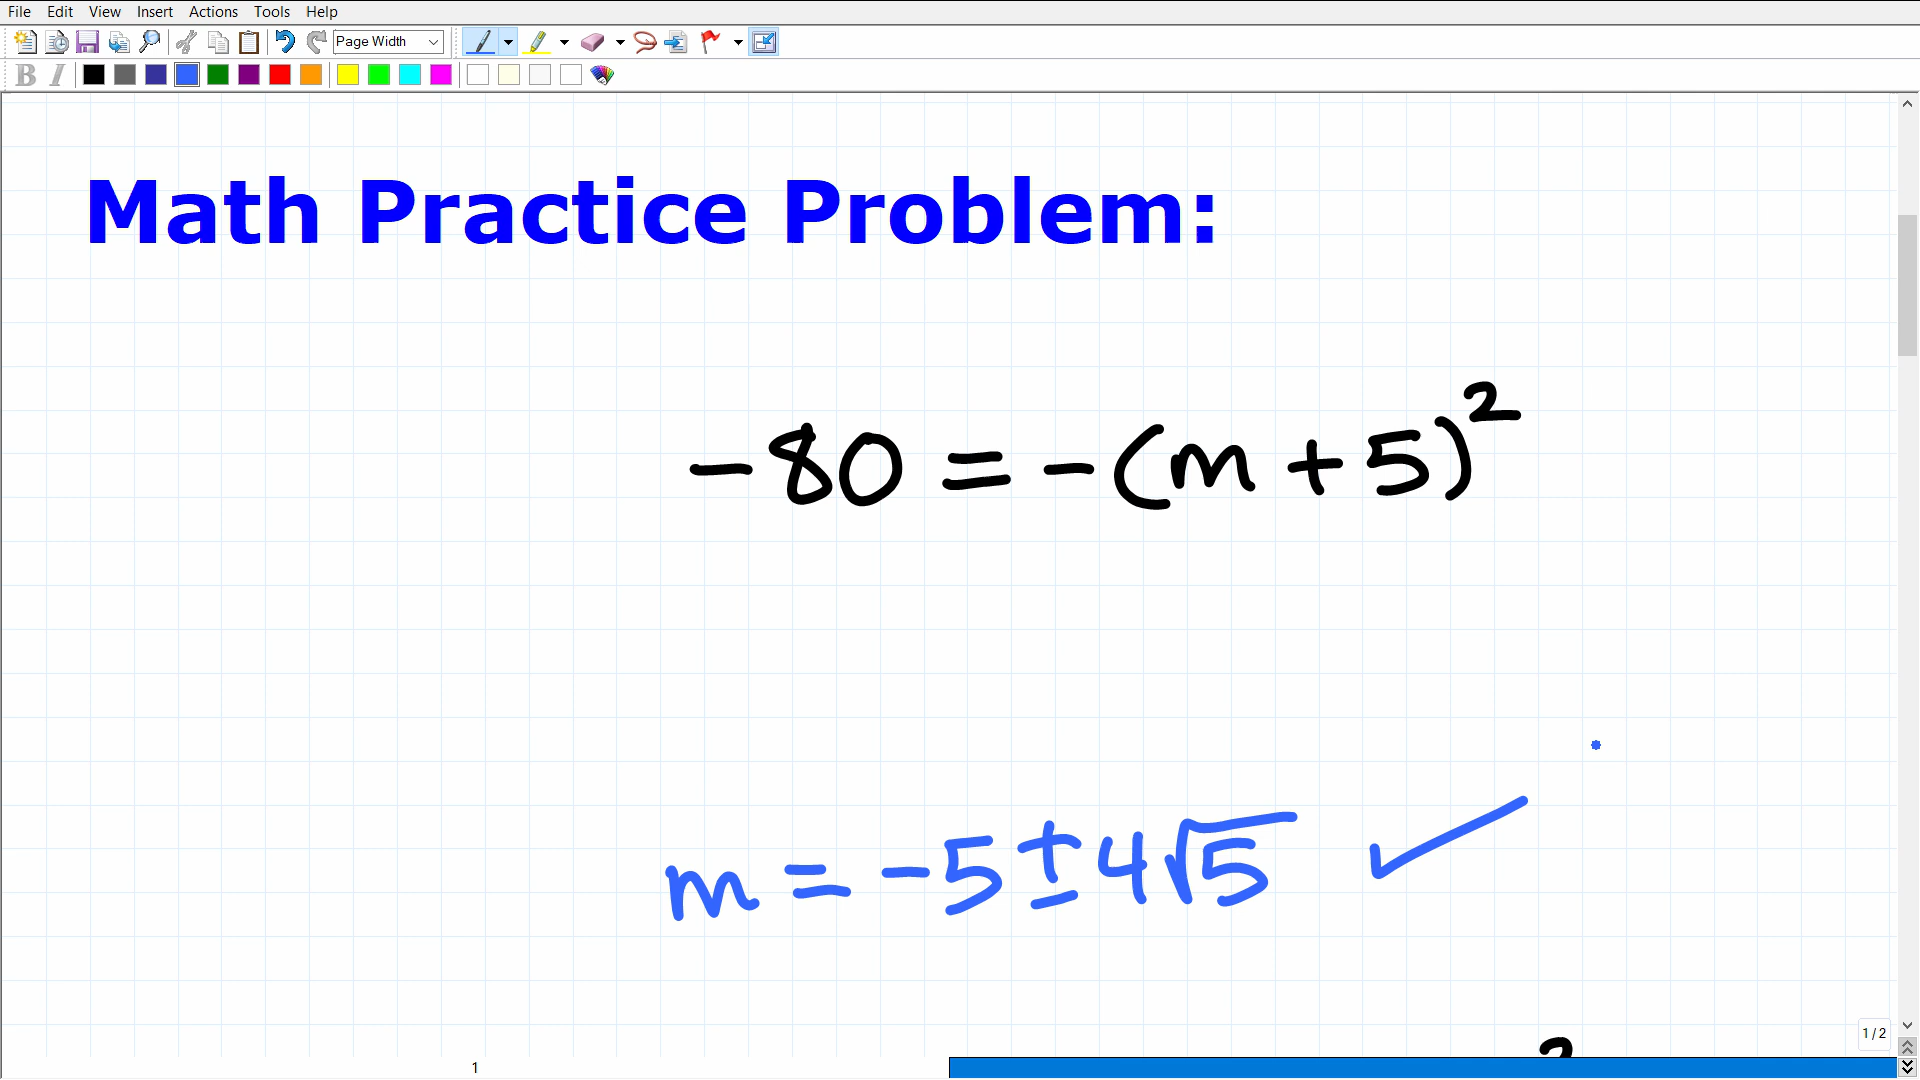 File Edit View Insert Actions Tools Help
Page Width
B I
Math Practice Problem:
-80 = -(m + 5)²
m = -5 ± 4√5 ✓
2
1 / 2
1